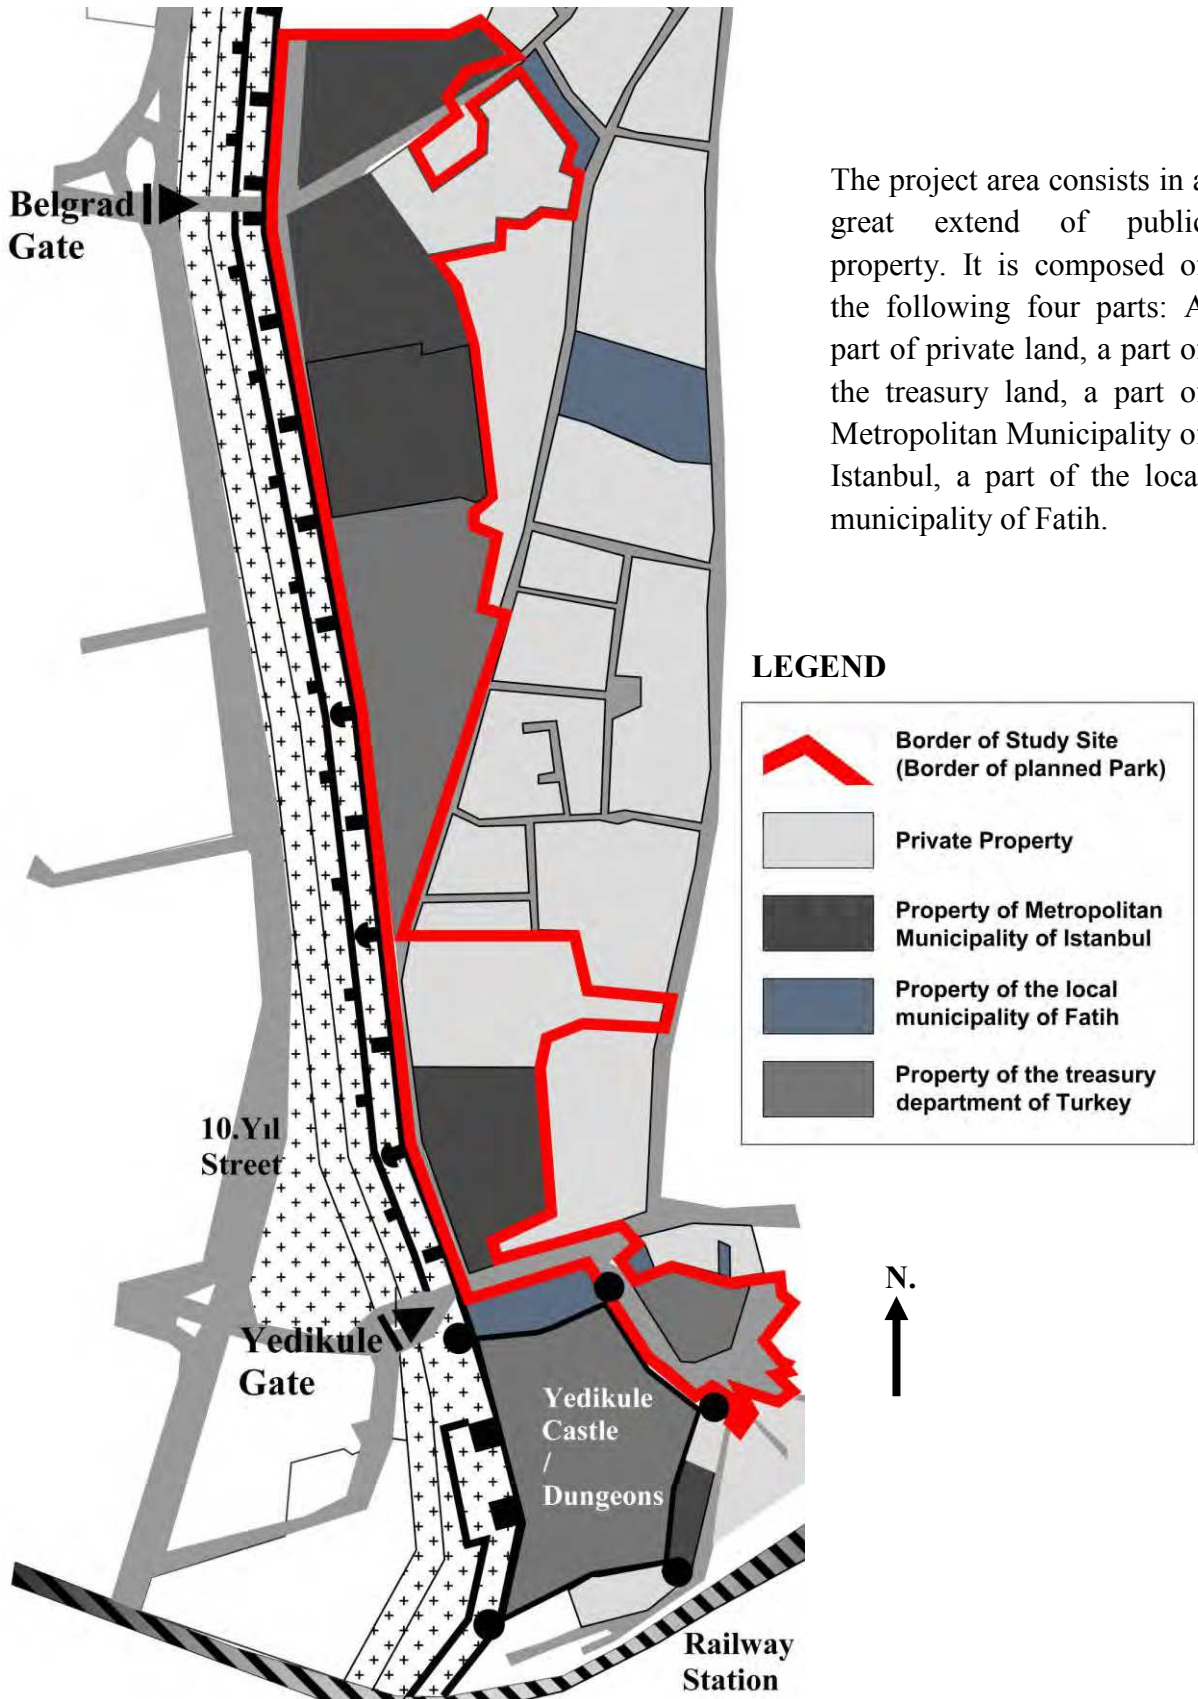 Belgrad
Gate
The project area consists in a
great extend of public
property. It is composed of
the following four parts: A
part of private land, a part of
the treasury land, a part of
Metropolitan Municipality of
Istanbul, a part of the local
municipality of Fatih.
LEGEND
Border of Study Site
(Border of planned Park)
Private Property
Property of Metropolitan
Municipality of Istanbul
Property of the local
municipality of Fatih
Property of the treasury
department of Turkey
10.Yıl
Street
N.
Yedikule
Gate
Yedikule
Castle
/
Dungeons
Railway
Station